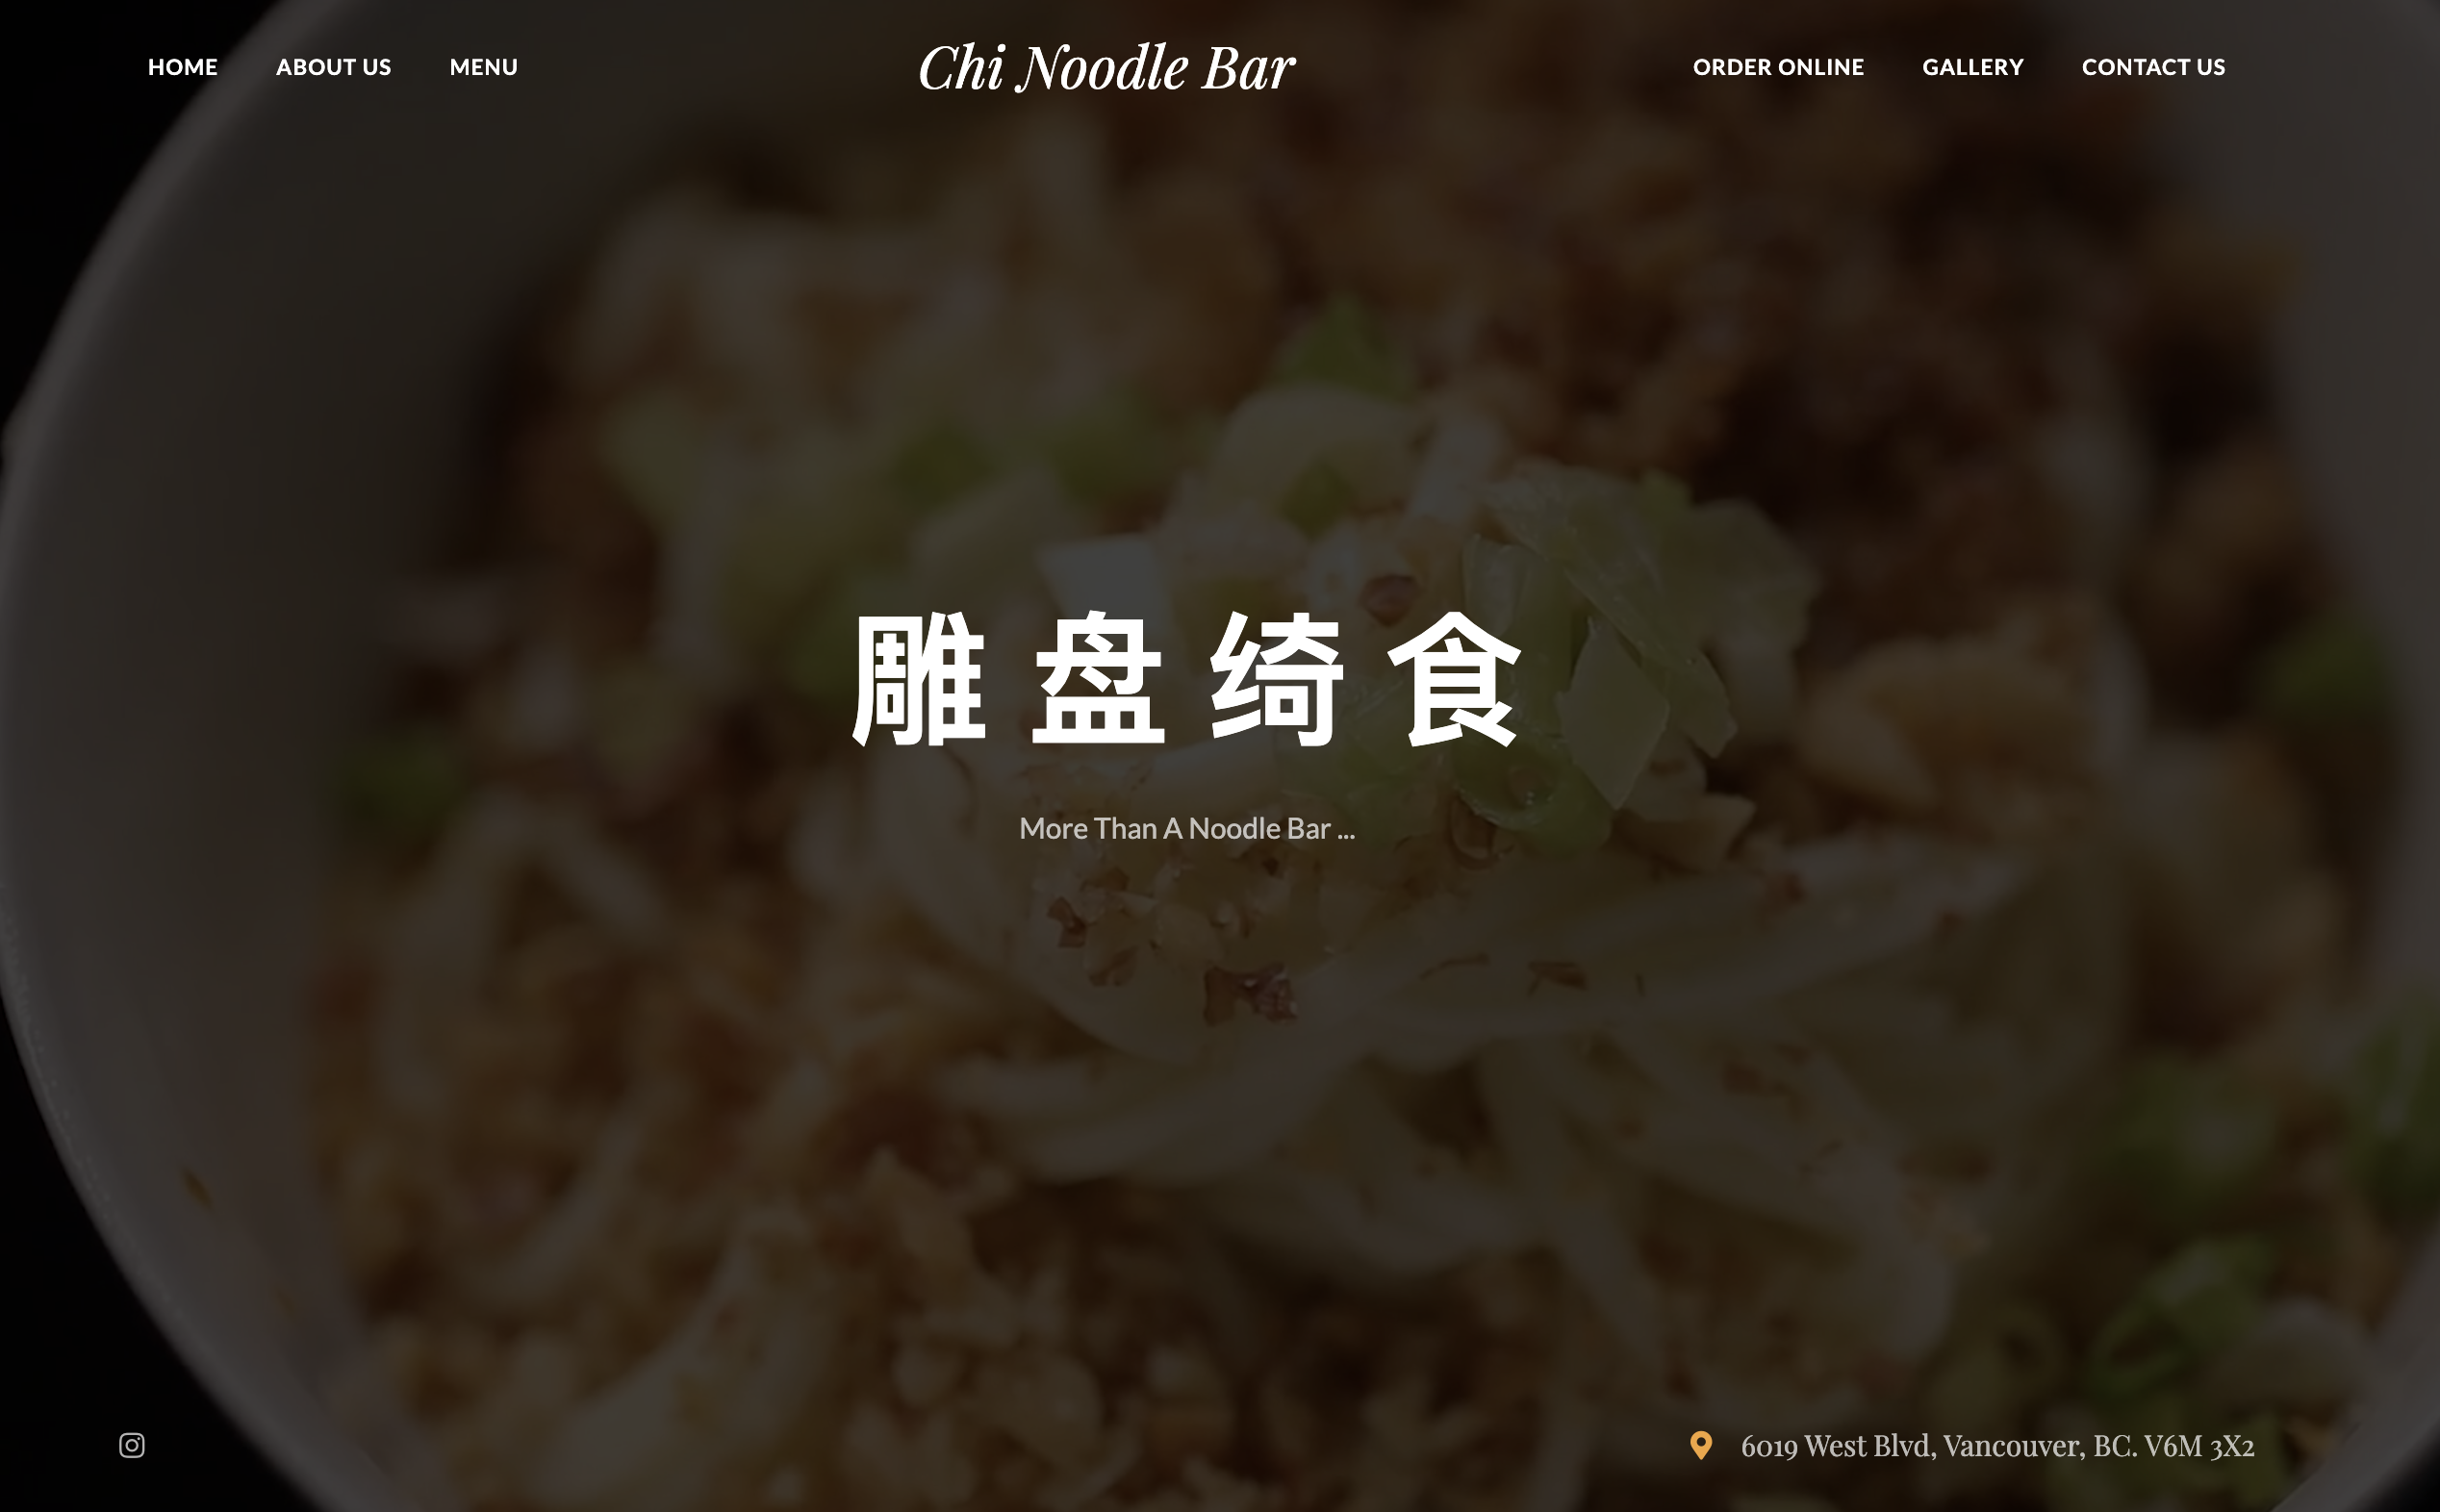 HOME ABOUT US MENU Chi Noodle Bar ORDER ONLINE GALLERY CONTACT US
雕盘绮食
More Than A Noodle Bar ...
6019 West Blvd, Vancouver, BC. V6M 3X2